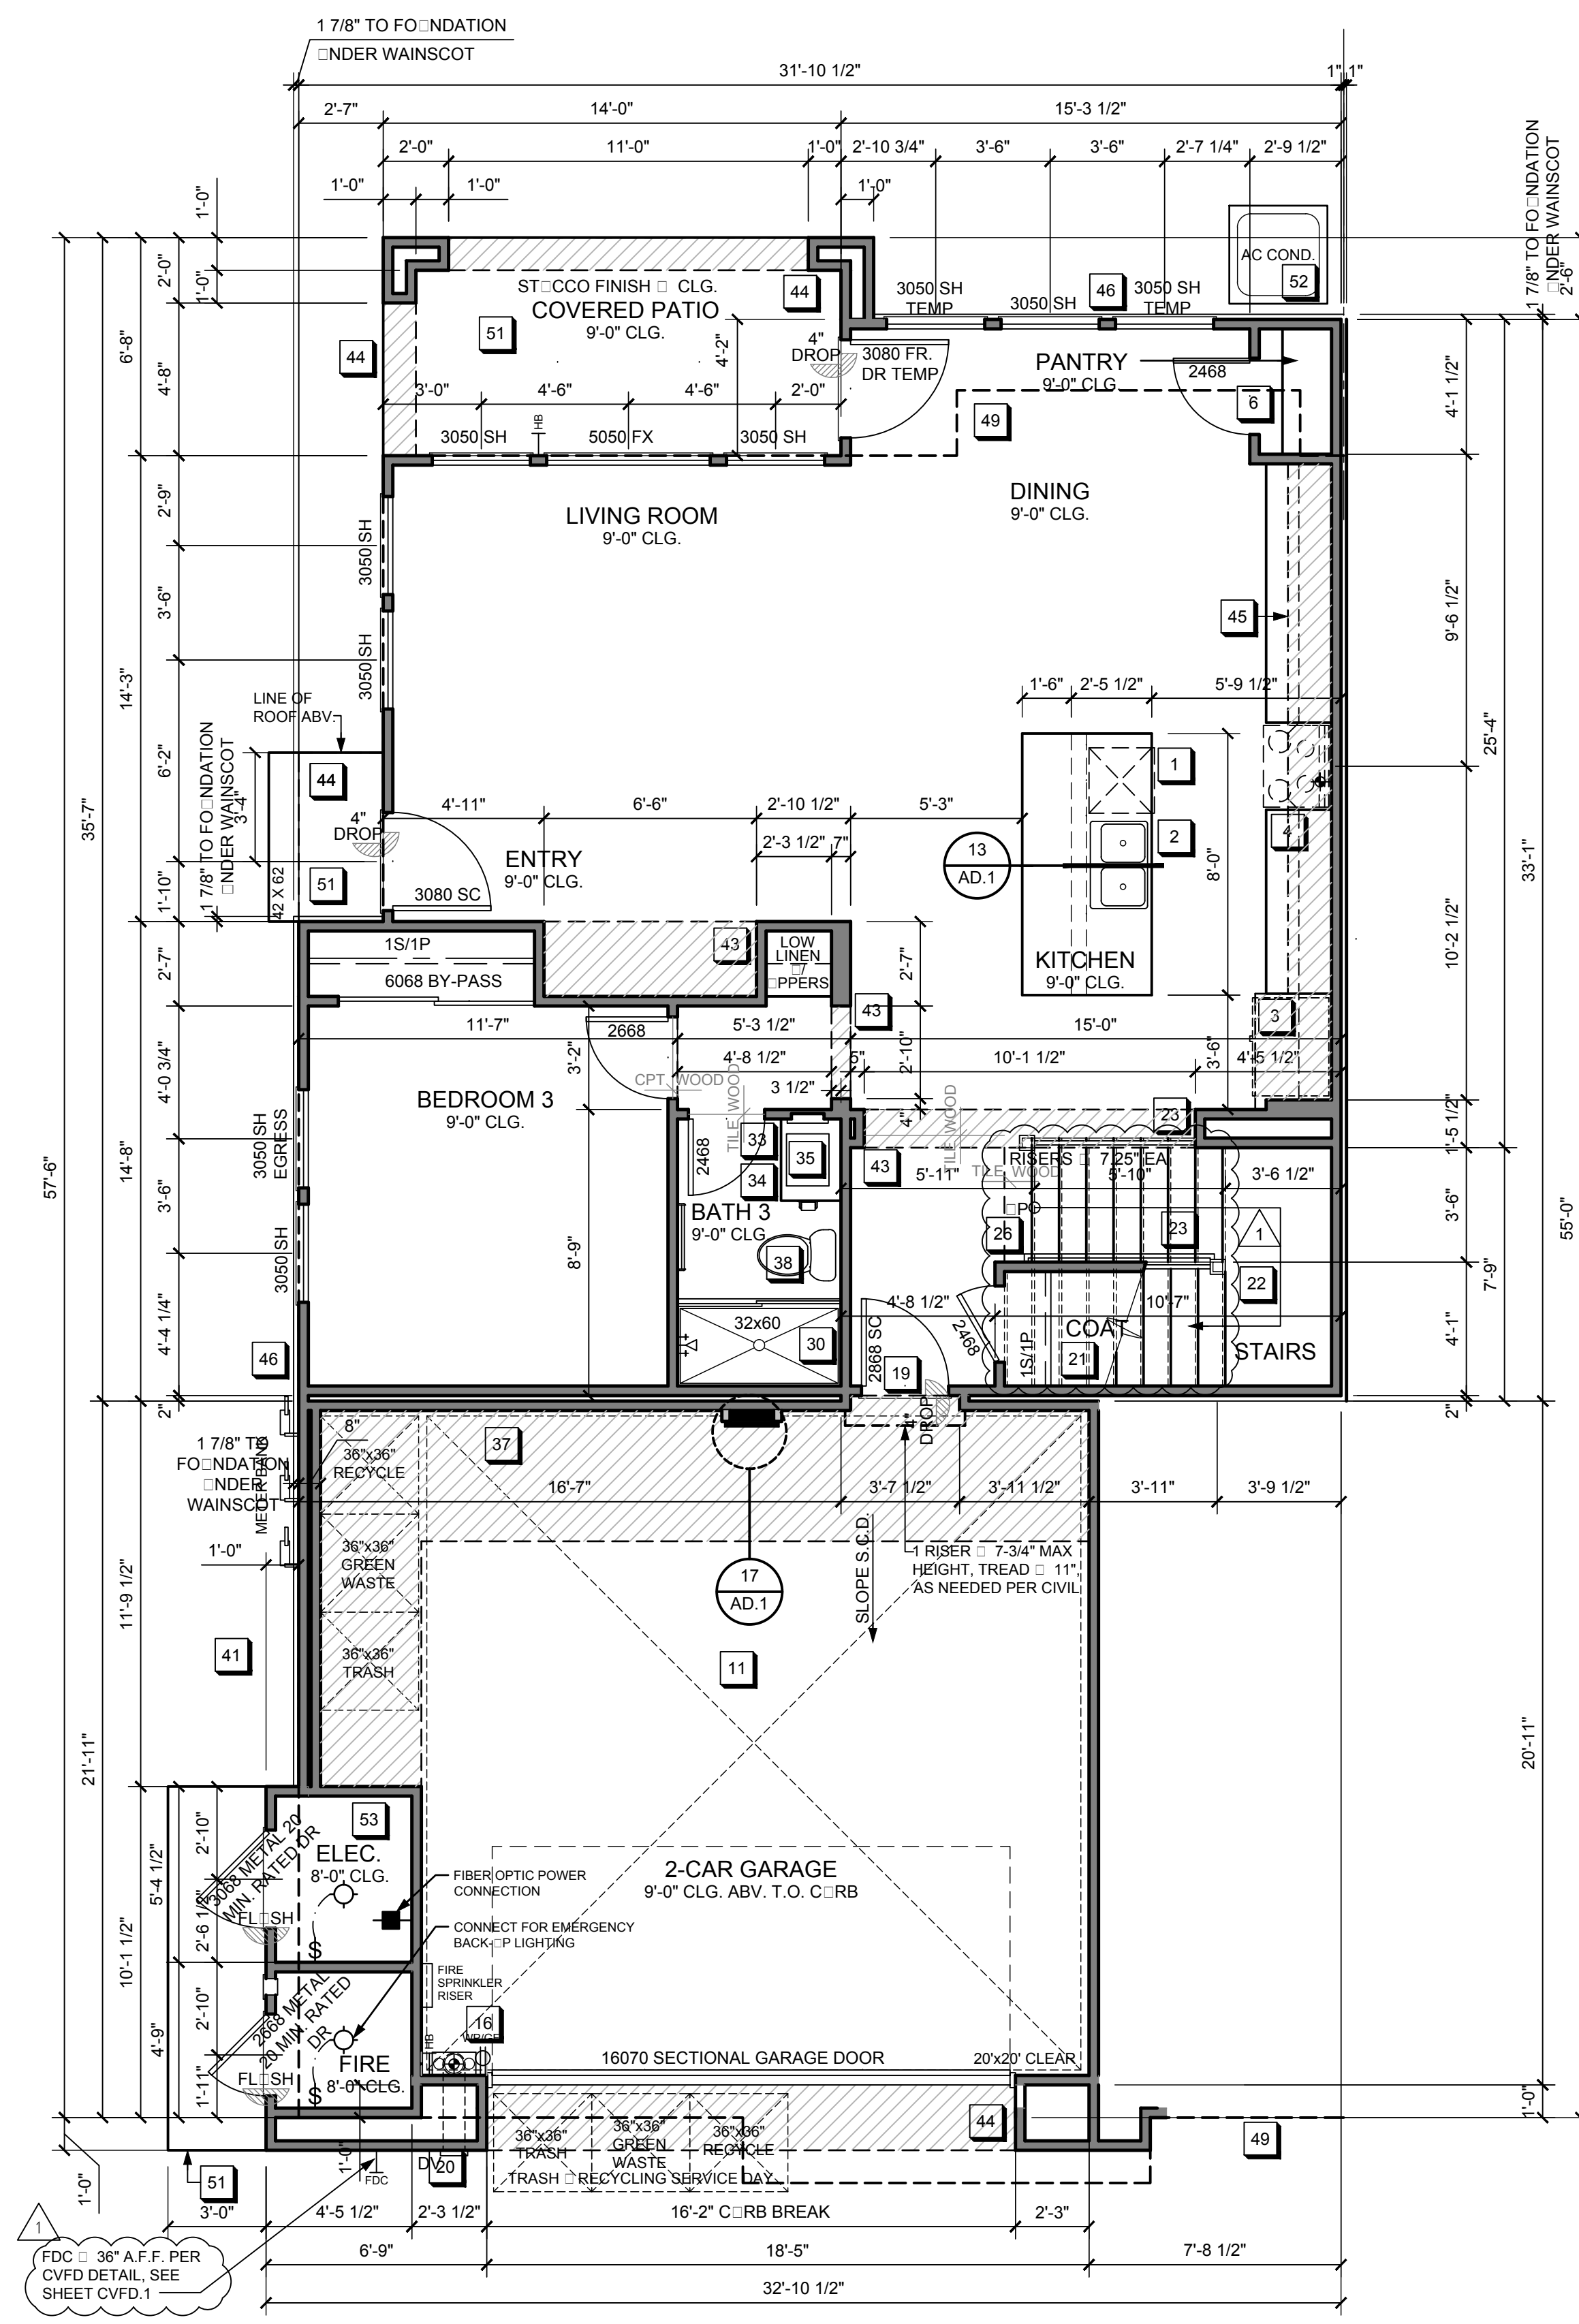 1 7/8" TO FO□NDATION
□NDER WAINSCOT
31'-10 1/2"
1" 1"
2'-7"
14'-0"
15'-3 1/2"
2'-0"
11'-0"
1'-0"
2'-10 3/4"
3'-6"
3'-6"
2'-7 1/4"
2'-9 1/2"
1'-0"
1'-0"
1'-0"
1 7/8" TO FO□NDATION
□NDER WAINSCOT
2'-6"
1'-0"
2'-0"
1'-0"
6'-8"
4'-8"
AC COND.
52
ST□CCO FINISH □ CLG.
COVERED PATIO
9'-0" CLG.
44
51
44
4'-2"
4"
DROP
3050 SH
TEMP
3050 SH
46
3050 SH
TEMP
3080 FR.
DR TEMP
PANTRY
9'-0" CLG.
2468
6
49
3'-0"
4'-6"
4'-6"
2'-0"
3050 SH
HB
5050 FX
3050 SH
4'-1 1/2"
LIVING ROOM
9'-0" CLG.
DINING
9'-0" CLG.
3050 SH
3050 SH
2'-9"
3'-6"
14'-3"
6'-2"
35'-7"
45
9'-6 1/2"
25'-4"
33'-1"
1'-6"
2'-5 1/2"
5'-9 1/2"
LINE OF
ROOF ABV.
44
3'-4"
1 7/8" TO FO□NDATION
□NDER WAINSCOT
4"
DROP
51
42 X 62
1'-10"
4'-11"
6'-6"
2'-10 1/2"
5'-3"
2'-3 1/2"
7"
ENTRY
9'-0" CLG.
3080 SC
13
AD.1
1
2
8'-0"
4
KITCHEN
9'-0" CLG.
10'-2 1/2"
1S/1P
6068 BY-PASS
43
LOW
LINEN
□/
□PPERS
2'-7"
2'-7"
43
3
11'-7"
2668
5'-3 1/2"
15'-0"
4'-8 1/2"
5"
10'-1 1/2"
4'-5 1/2"
3'-6"
2'-10"
3 1/2"
3'-2"
CPT.
WOOD
TILE
WOOD
4'-0 3/4"
BEDROOM 3
9'-0" CLG.
3050 SH
EGRESS
3050 SH
14'-8"
57'-6"
3'-6"
4'-4 1/4"
46
2"
8'-9"
2468
33
34
35
4"
43
TILE
WOOD
23
RISERS □ 7.25" EA
5'-11"
TILE
WOOD
5'-10"
3'-6 1/2"
□P
26
23
1
22
1'-5 1/2"
3'-6"
7'-9"
4'-1"
55'-0"
2"
BATH 3
9'-0" CLG
38
32x60
30
4'-8 1/2"
2868 SC
19
2468
1S/1P
COAT
21
10'-7"
STAIRS
4"
DROP
1 7/8" TO
FO□NDATION
□NDER
WAINSCOT
METER BANK
8"
37
36"x36"
RECYCLE
16'-7"
3'-7 1/2"
3'-11 1/2"
3'-11"
3'-9 1/2"
1'-0"
36"x36"
GREEN
WASTE
36"x36"
TRASH
17
AD.1
SLOPE S.C.D.
1 RISER □ 7-3/4" MAX
HEIGHT, TREAD □ 11",
AS NEEDED PER CIVIL
11
41
11'-9 1/2"
21'-11"
20'-11"
53
ELEC.
8'-0" CLG.
3068 METAL 20
MIN. RATED DR
FL□SH
S
2'-10"
2'-6 1/2"
5'-4 1/2"
10'-1 1/2"
FIBER OPTIC POWER
CONNECTION
CONNECT FOR EMERGENCY
BACK-□P LIGHTING
2-CAR GARAGE
9'-0" CLG. ABV. T.O. C□RB
FIRE
SPRINKLER
RISER
2668 METAL
20 MIN. RATED
DR
FIRE
8'-0" CLG.
FL□SH
S
2'-10"
1'-11"
4'-9"
HB
16
16070 SECTIONAL GARAGE DOOR
20'x20' CLEAR
1'-0"
44
49
36"x36"
TRASH
36"x36"
GREEN
WASTE
36"x36"
RECYCLE
TRASH □ RECYCLING SERVICE DAY
1'-0"
FDC
DV
20
51
1'-0"
3'-0"
4'-5 1/2"
2'-3 1/2"
16'-2" C□RB BREAK
2'-3"
1
FDC □ 36" A.F.F. PER
CVFD DETAIL, SEE
SHEET CVFD.1
6'-9"
18'-5"
7'-8 1/2"
32'-10 1/2"